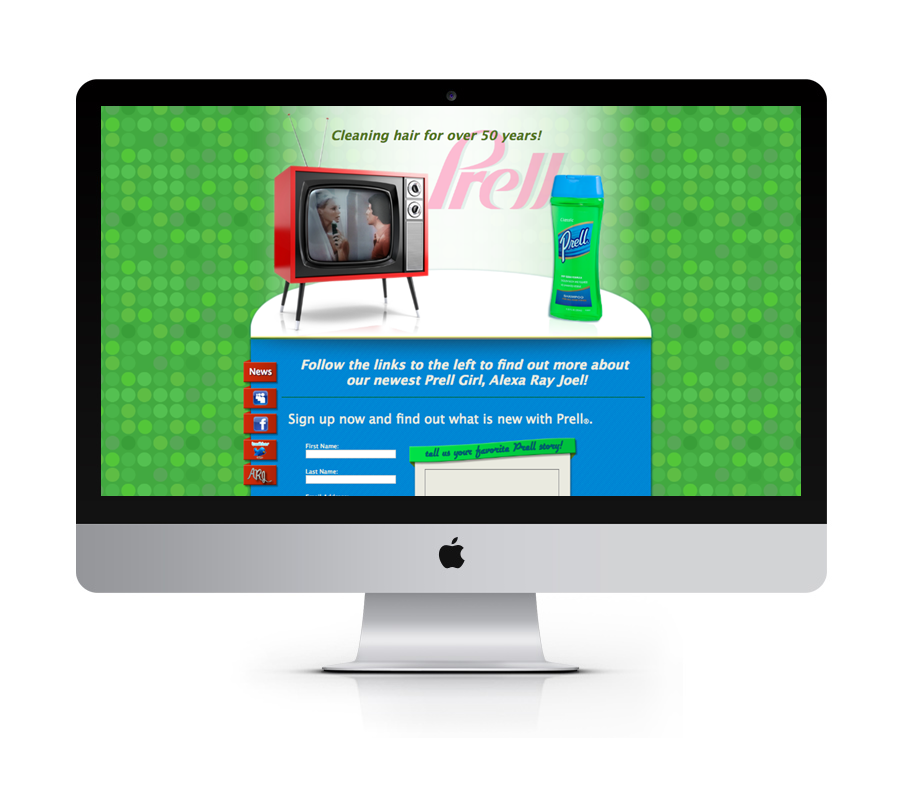 Cleaning hair for over 50 years!
Prell
Prell
SHAMPOO
Follow the links to the left to find out more about
our newest Prell Girl, Alexa Ray Joel!
News
Sign up now and find out what is new with Prell®.
twitter
ARJ
First Name:
tell us your favorite Prell story!
Last Name: